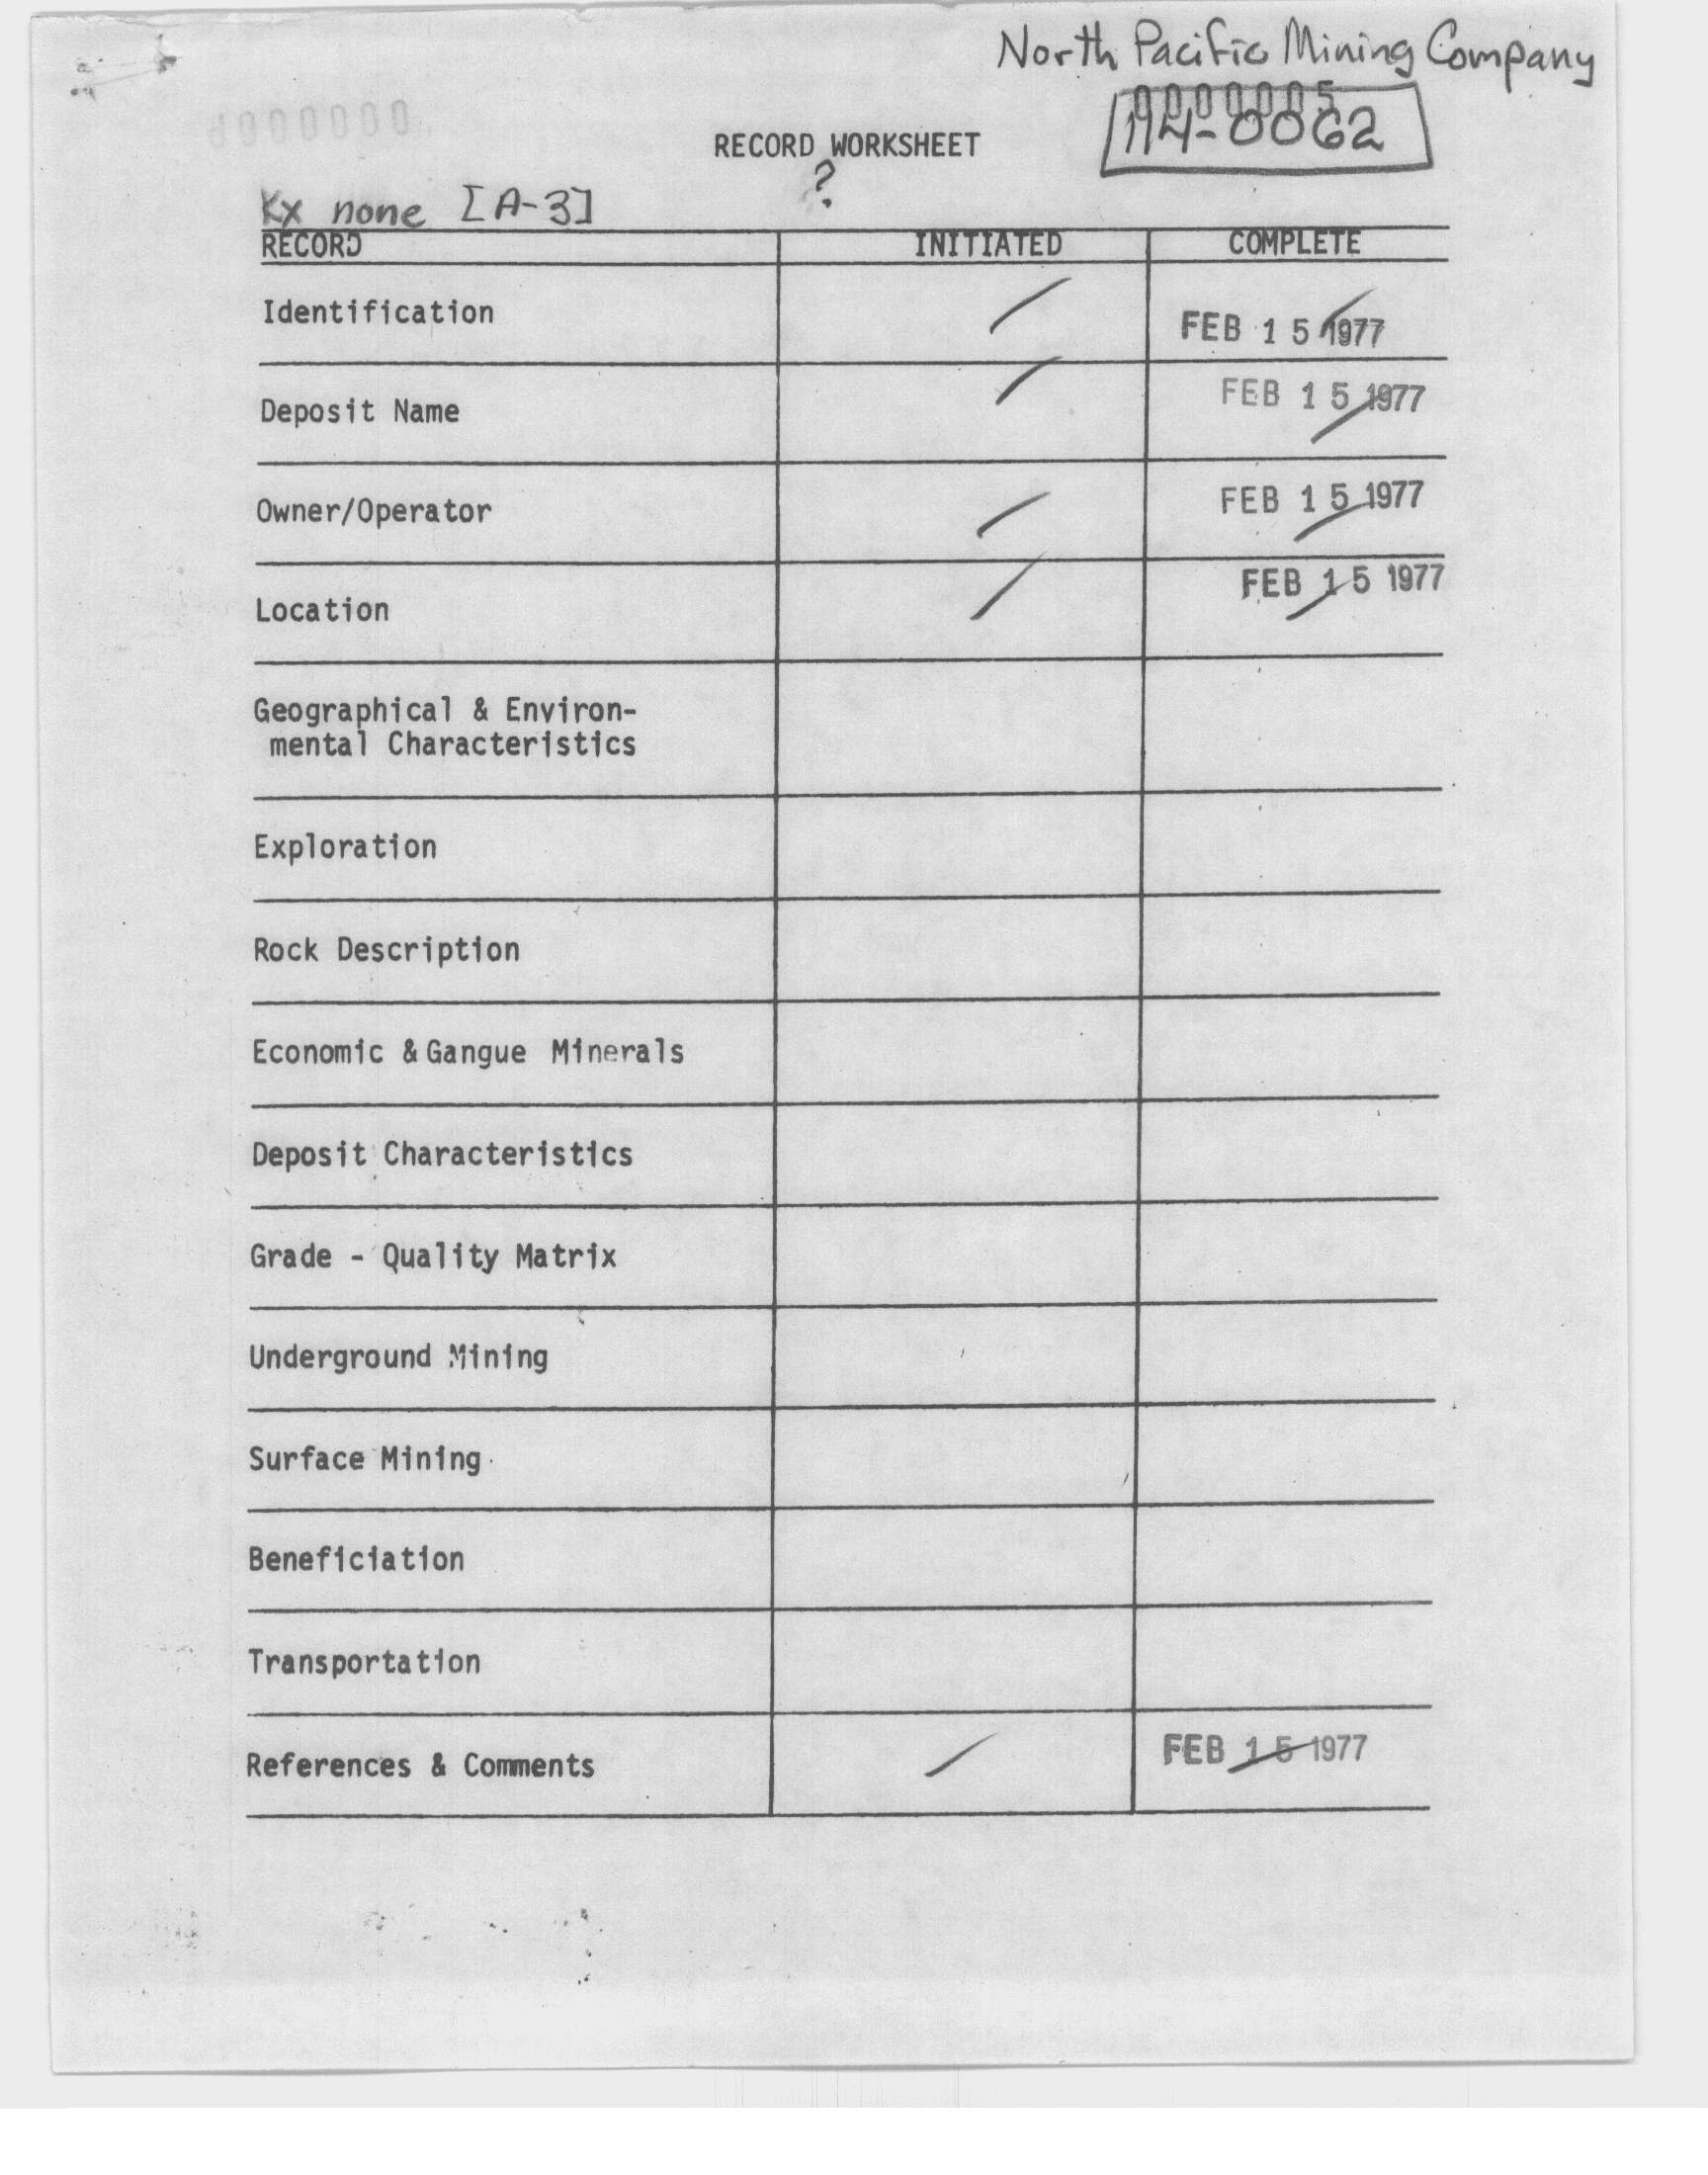 North Pacific Mining Company
0000005
114-0062
RECORD WORKSHEET
?
Kx none [A-3]
RECORD INITIATED COMPLETE
Identification / FEB 15 1977
Deposit Name / FEB 15 1977
Owner/Operator / FEB 15 1977
Location / FEB 15 1977
Geographical & Environ-
mental Characteristics
Exploration
Rock Description
Economic & Gangue Minerals
Deposit Characteristics
Grade - Quality Matrix
Underground Mining
Surface Mining
Beneficiation
Transportation
References & Comments / FEB 15 1977